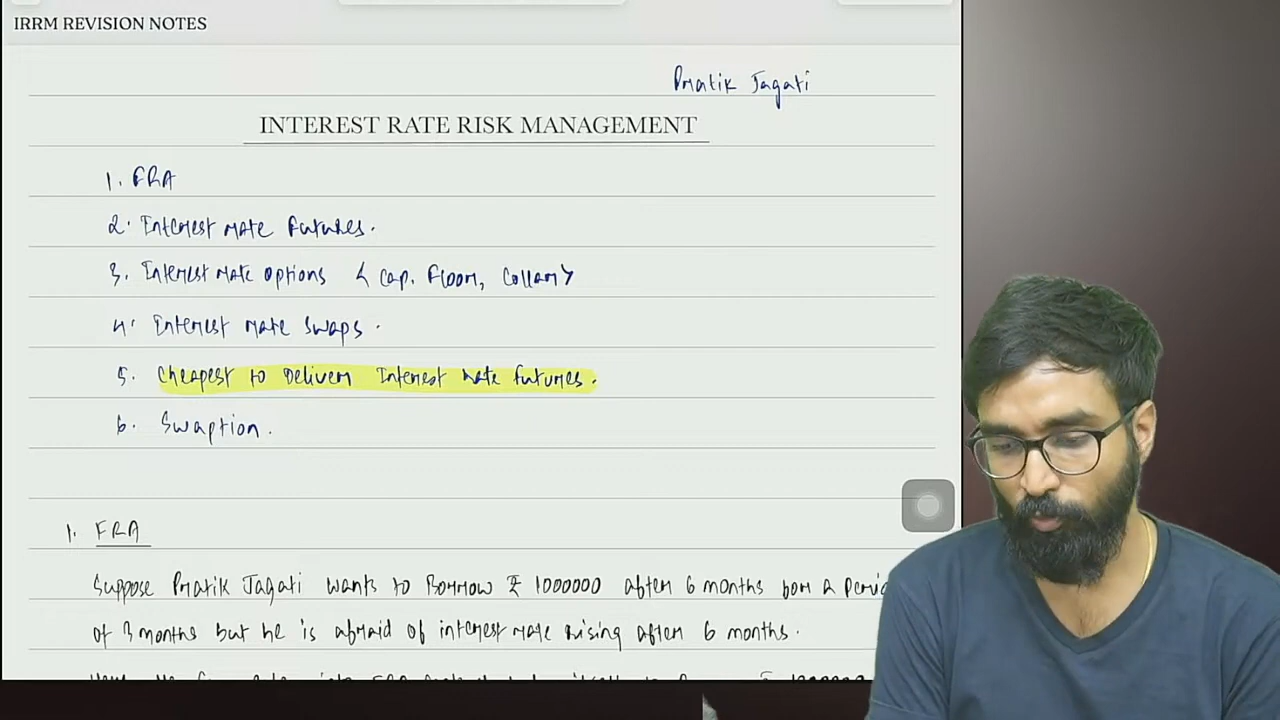 IRRM REVISION NOTES
Pratik Jagati
INTEREST RATE RISK MANAGEMENT
1. FRA
2. Interest rate futures.
3. Interest rate options < Cap, Floor, Collar>
4. Interest rate swaps.
5. Cheapest to Deliver Interest rate futures.
6. Swaption.
1. FRA
Suppose Pratik Jagati wants to Borrow ₹ 1000000 after 6 months for a
of 3 months but he is afraid of interest rate rising after 6 months.